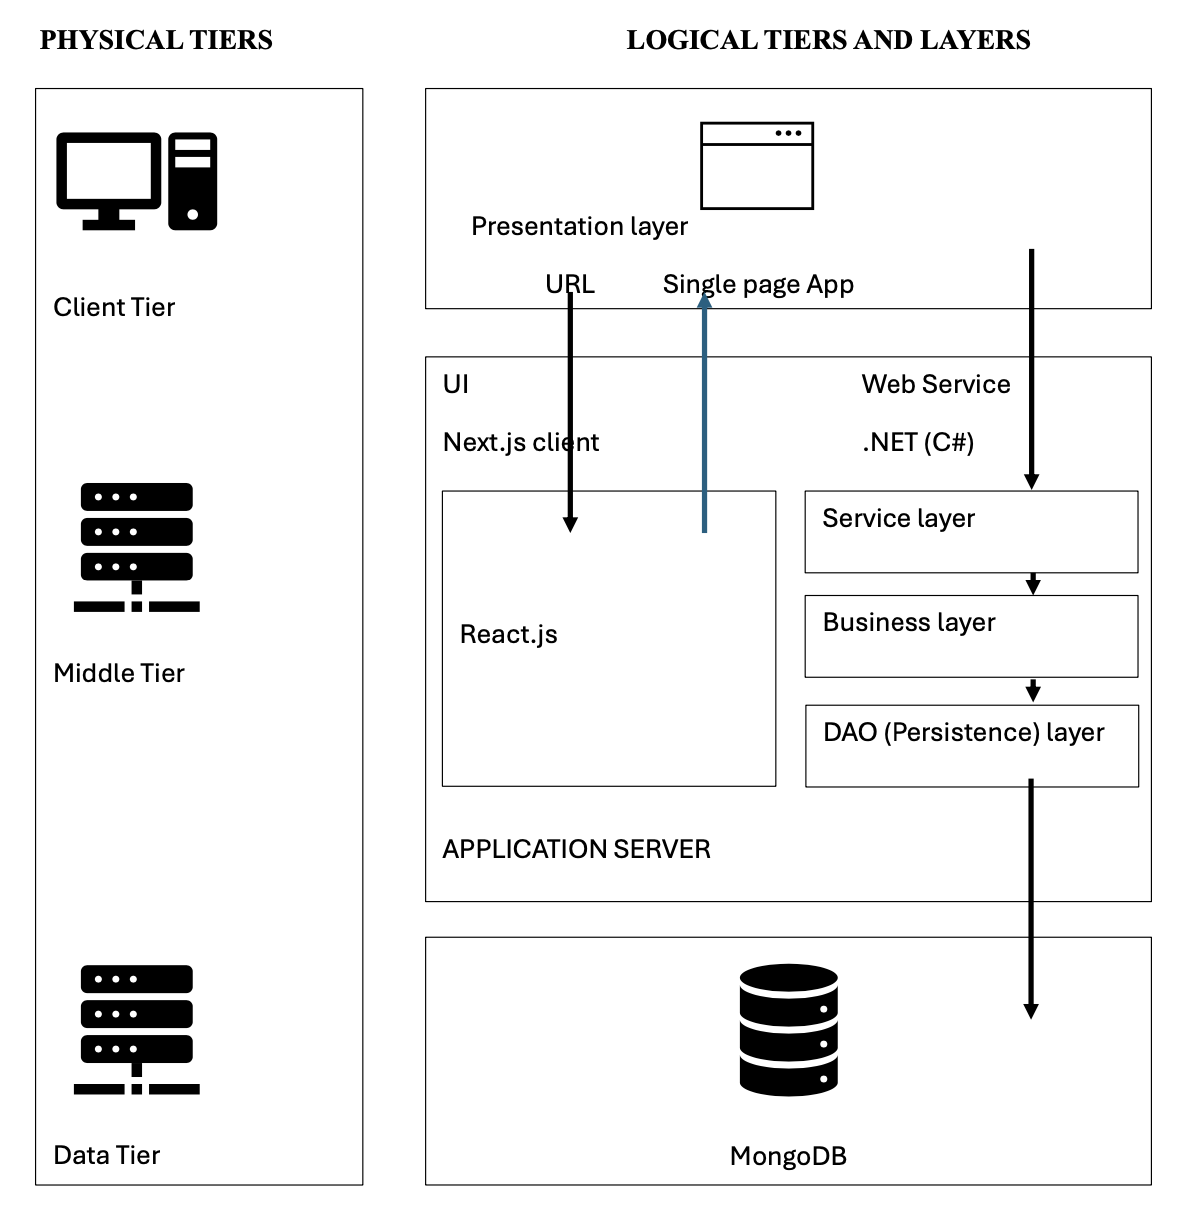 PHYSICAL TIERS
LOGICAL TIERS AND LAYERS
Client Tier
Middle Tier
Data Tier
Presentation layer
URL
Single page App
UI
Next.js client
React.js
Web Service
.NET (C#)
Service layer
Business layer
DAO (Persistence) layer
APPLICATION SERVER
MongoDB